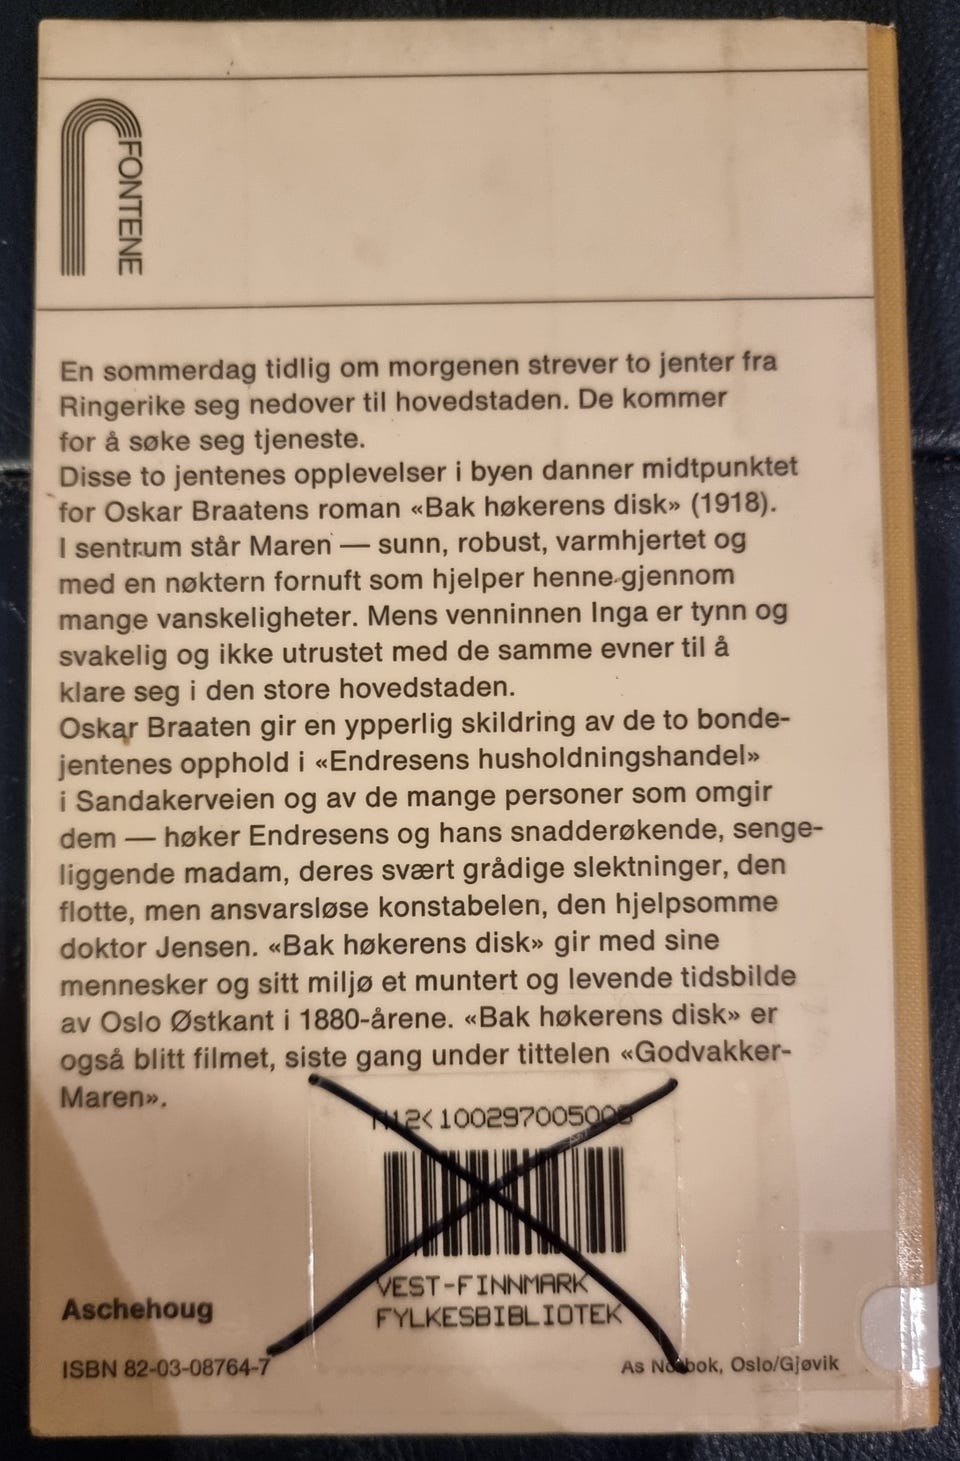 FONTENE
En sommerdag tidlig om morgenen strever to jenter fra
Ringerike seg nedover til hovedstaden. De kommer
for å søke seg tjeneste.
Disse to jentenes opplevelser i byen danner midtpunktet
for Oskar Braatens roman «Bak høkerens disk» (1918).
I sentrum står Maren — sunn, robust, varmhjertet og
med en nøktern fornuft som hjelper henne gjennom
mange vanskeligheter. Mens venninnen Inga er tynn og
svakelig og ikke utrustet med de samme evner til å
klare seg i den store hovedstaden.
Oskar Braaten gir en ypperlig skildring av de to bonde-
jentenes opphold i «Endresens husholdningshandel»
i Sandakerveien og av de mange personer som omgir
dem — høker Endresens og hans snadderøkende, senge-
liggende madam, deres svært grådige slektninger, den
flotte, men ansvarsløse konstabelen, den hjelpsomme
doktor Jensen. «Bak høkerens disk» gir med sine
mennesker og sitt miljø et muntert og levende tidsbilde
av Oslo Østkant i 1880-årene. «Bak høkerens disk» er
også blitt filmet, siste gang under tittelen «Godvakker-
Maren».
VEST-FINNMARK
FYLKESBIBLIOTEK
Aschehoug
ISBN 82-03-08764-7
As Norbok, Oslo/Gjøvik